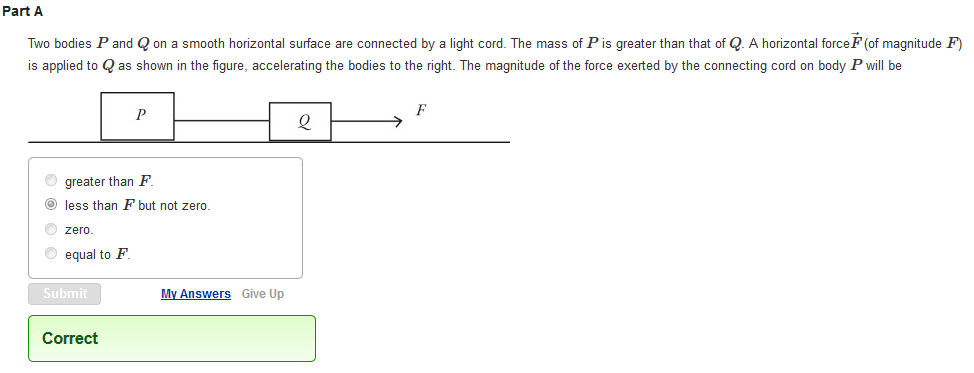 Part A
Two bodies P and Q on a smooth horizontal surface are connected by a light cord. The mass of P is greater than that of Q. A horizontal force F⃗ (of magnitude F)
is applied to Q as shown in the figure, accelerating the bodies to the right. The magnitude of the force exerted by the connecting cord on body P will be
P
Q
F
greater than F.
less than F but not zero.
zero.
equal to F.
Submit My Answers Give Up
Correct